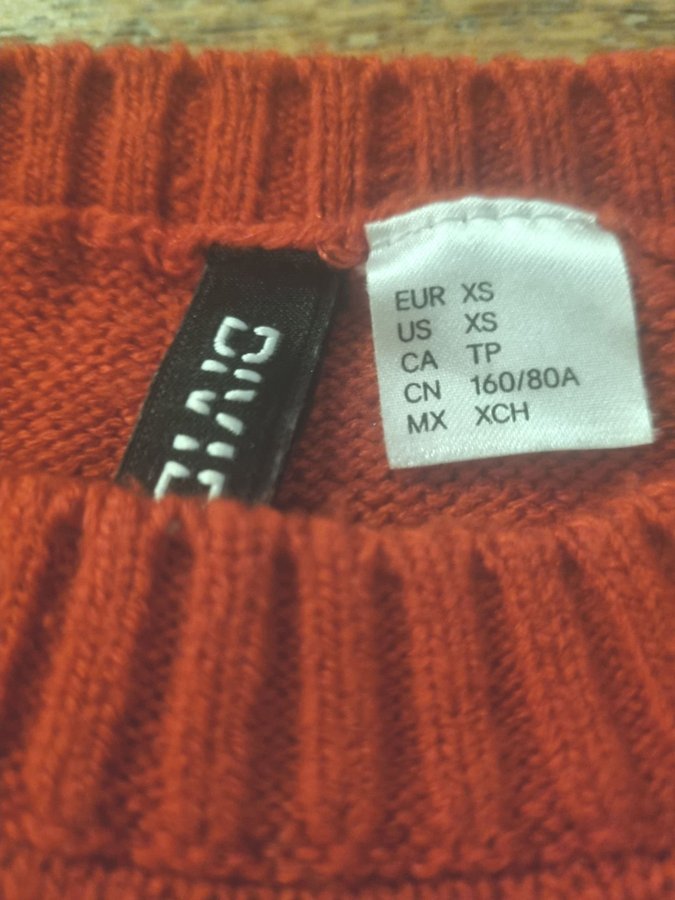 EUR XS
US XS
CA TP
CN 160/80A
MX XCH